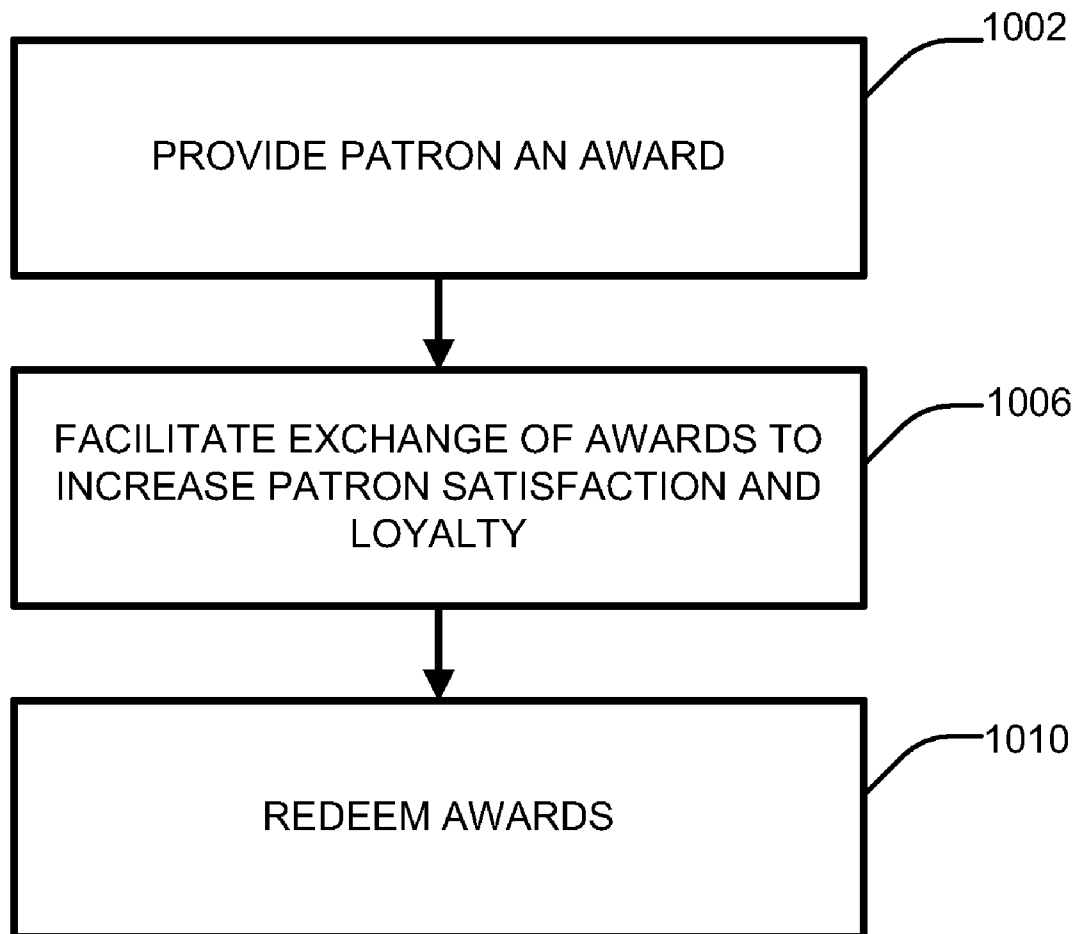 1002
PROVIDE PATRON AN AWARD
1006
FACILITATE EXCHANGE OF AWARDS TO
INCREASE PATRON SATISFACTION AND
LOYALTY
1010
REDEEM AWARDS